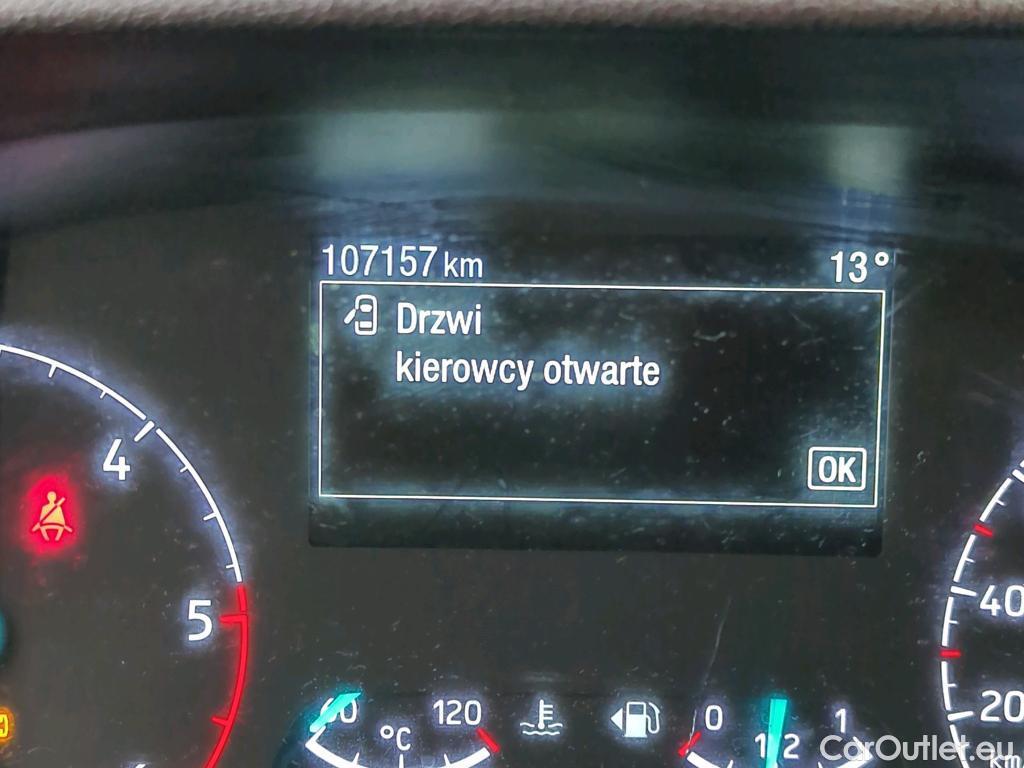 107157 km 13°
Drzwi
kierowcy otwarte
OK
4
5
40
20
120
0 1
°C
1/2
CarOutlet.eu